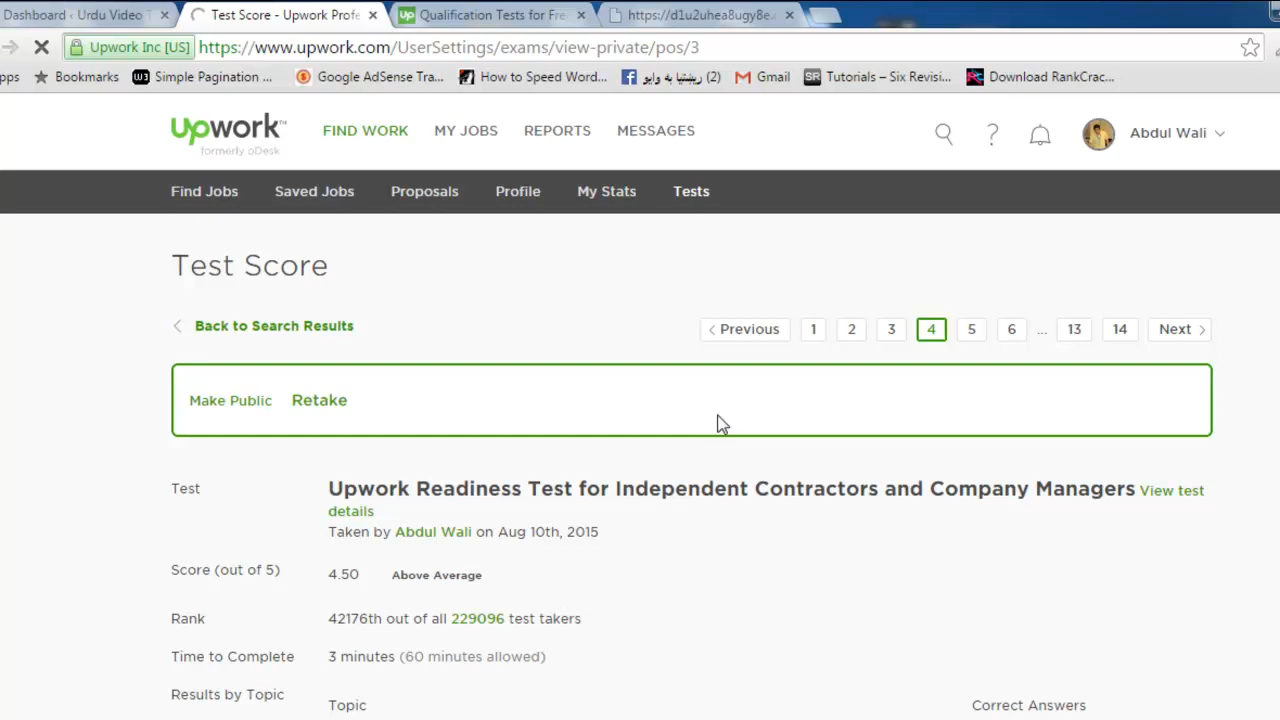 Dashboard ‹ Urdu Video T
Test Score - Upwork Profe
Qualification Tests for Fre
https://d1u2uhea8ugy8e.
Upwork Inc [US]
https://www.upwork.com/UserSettings/exams/view-private/pos/3
pps
Bookmarks
Simple Pagination ...
Google AdSense Tra...
How to Speed Word...
(2)
Gmail
Tutorials – Six Revisi...
Download RankCrac...
upwork™
formerly oDesk
FIND WORK
MY JOBS
REPORTS
MESSAGES
?
Abdul Wali
Find Jobs
Saved Jobs
Proposals
Profile
My Stats
Tests
Test Score
Back to Search Results
Previous 1 2 3 4 5 6 ... 13 14 Next
Make Public
Retake
Test
Upwork Readiness Test for Independent Contractors and Company Managers View test
details
Taken by Abdul Wali on Aug 10th, 2015
Score (out of 5)
4.50 Above Average
Rank
42176th out of all 229096 test takers
Time to Complete
3 minutes (60 minutes allowed)
Results by Topic
Topic
Correct Answers